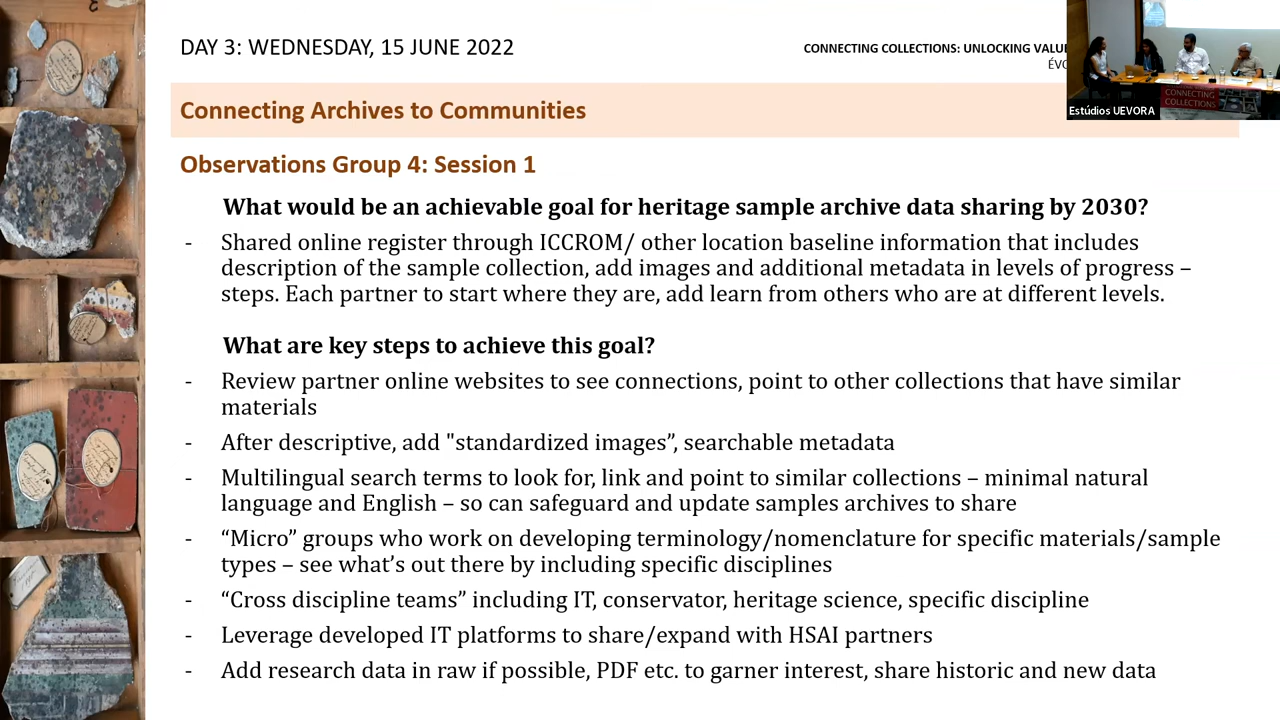 DAY 3: WEDNESDAY, 15 JUNE 2022
CONNECTING COLLECTIONS: UNLOCKING
Estúdios UEVORA
CONNECTING
COLLECTIONS
Connecting Archives to Communities
Observations Group 4: Session 1
What would be an achievable goal for heritage sample archive data sharing by 2030?
- Shared online register through ICCROM/ other location baseline information that includes
description of the sample collection, add images and additional metadata in levels of progress –
steps. Each partner to start where they are, add learn from others who are at different levels.
What are key steps to achieve this goal?
- Review partner online websites to see connections, point to other collections that have similar
materials
- After descriptive, add "standardized images”, searchable metadata
- Multilingual search terms to look for, link and point to similar collections – minimal natural
language and English – so can safeguard and update samples archives to share
- “Micro” groups who work on developing terminology/nomenclature for specific materials/sample
types – see what’s out there by including specific disciplines
- “Cross discipline teams” including IT, conservator, heritage science, specific discipline
- Leverage developed IT platforms to share/expand with HSAI partners
- Add research data in raw if possible, PDF etc. to garner interest, share historic and new data